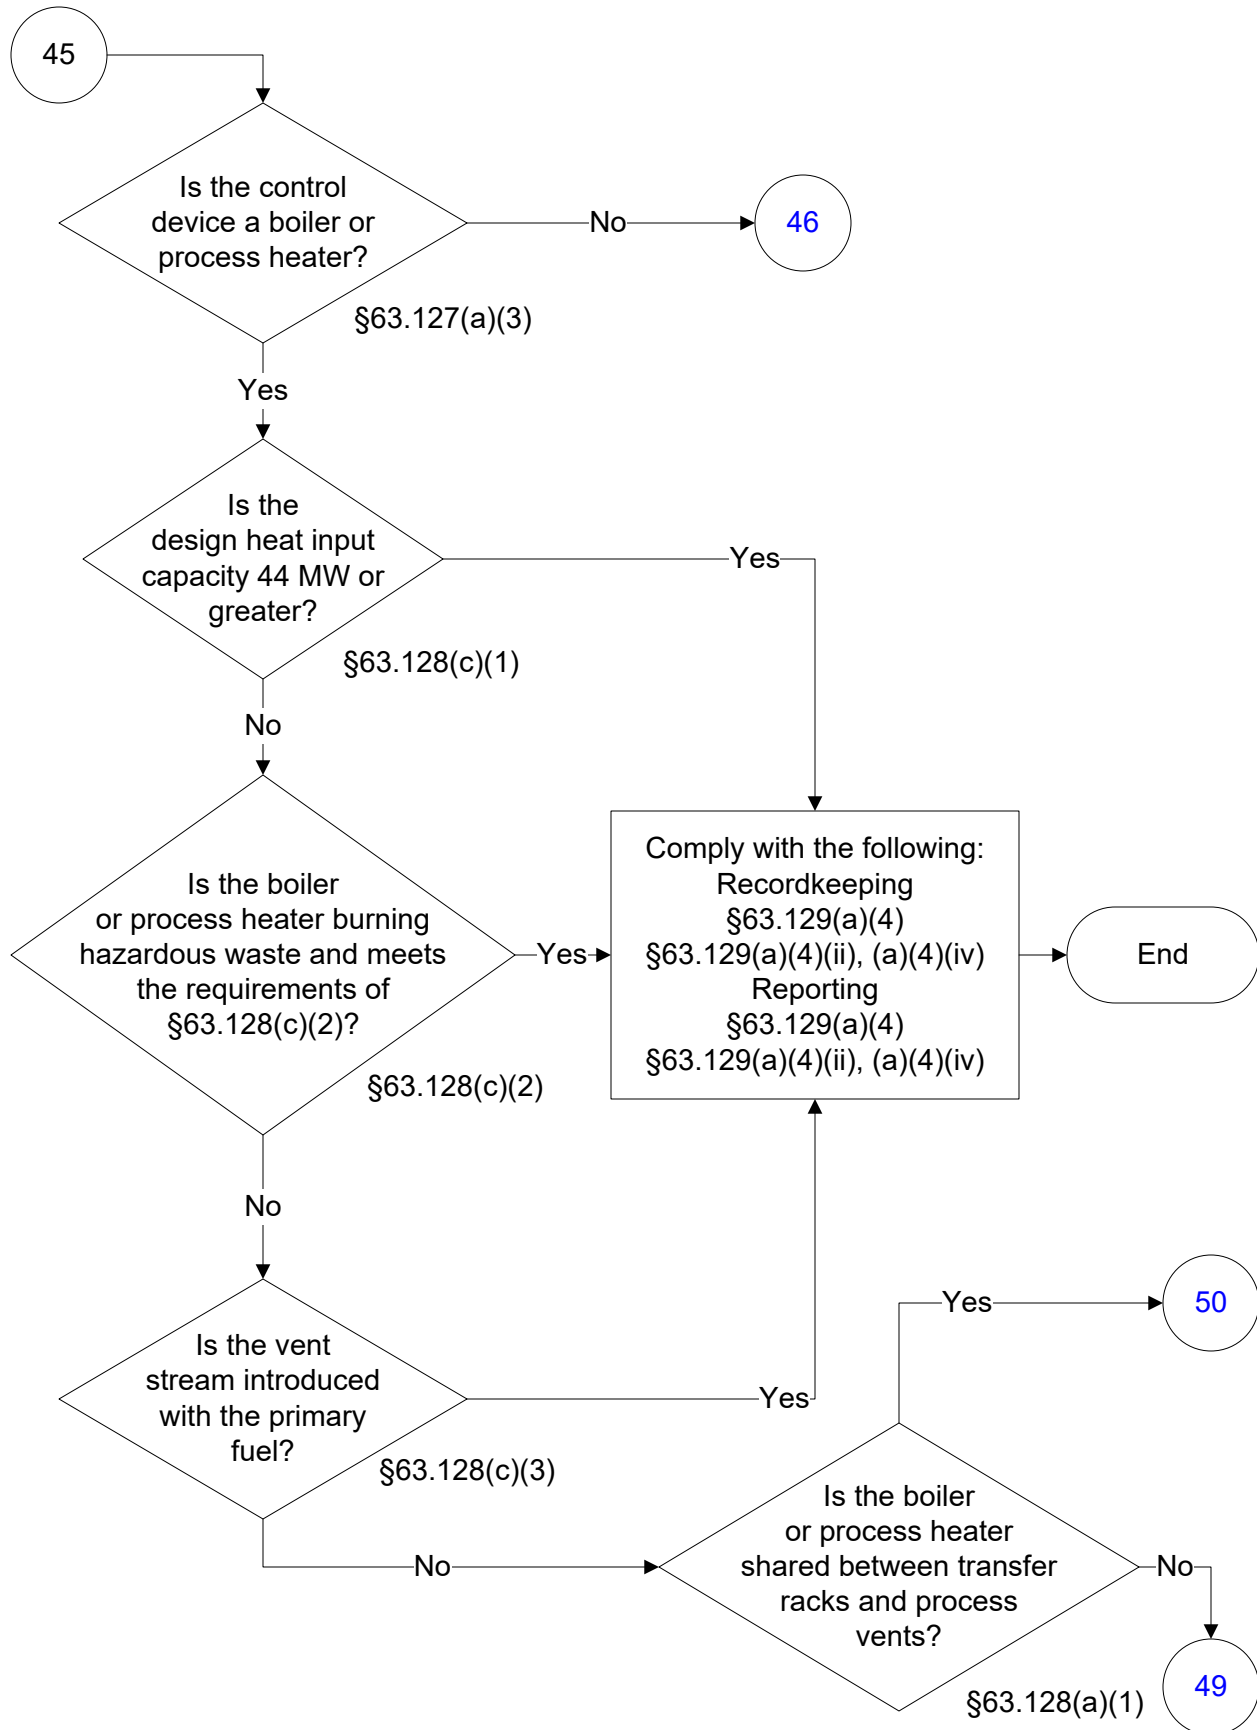 45
Is the control
device a boiler or
process heater?
No
46
§63.127(a)(3)
Yes
Is the
design heat input
capacity 44 MW or
greater?
Yes
§63.128(c)(1)
No
Is the boiler
or process heater burning
hazardous waste and meets
the requirements of
§63.128(c)(2)?
Yes
§63.128(c)(2)
Comply with the following:
Recordkeeping
§63.129(a)(4)
§63.129(a)(4)(ii), (a)(4)(iv)
Reporting
§63.129(a)(4)
§63.129(a)(4)(ii), (a)(4)(iv)
End
No
Is the vent
stream introduced
with the primary
fuel?
Yes
§63.128(c)(3)
No
Is the boiler
or process heater
shared between transfer
racks and process
vents?
Yes
50
No
49
§63.128(a)(1)